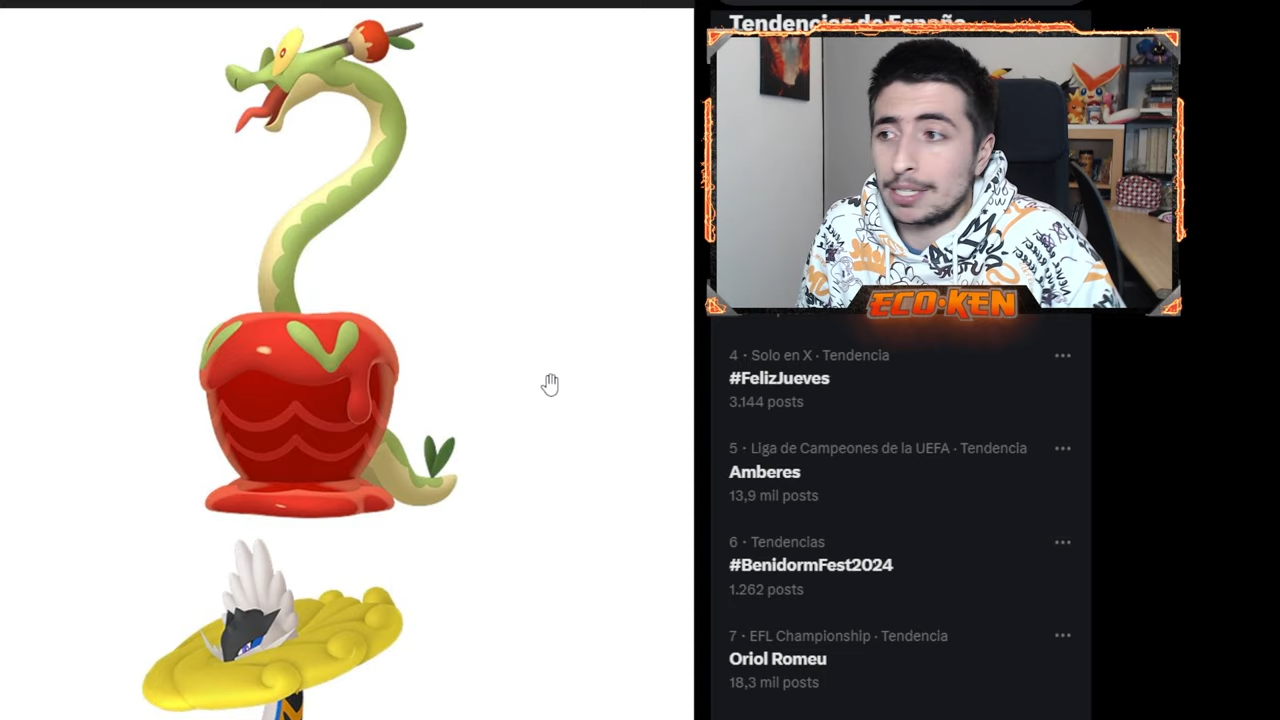 Tendencias de España
ECO·KEN
4 · Solo en X · Tendencia
#FelizJueves
3.144 posts
5 · Liga de Campeones de la UEFA · Tendencia
Amberes
13,9 mil posts
6 · Tendencias
#BenidormFest2024
1.262 posts
7 · EFL Championship · Tendencia
Oriol Romeu
18,3 mil posts